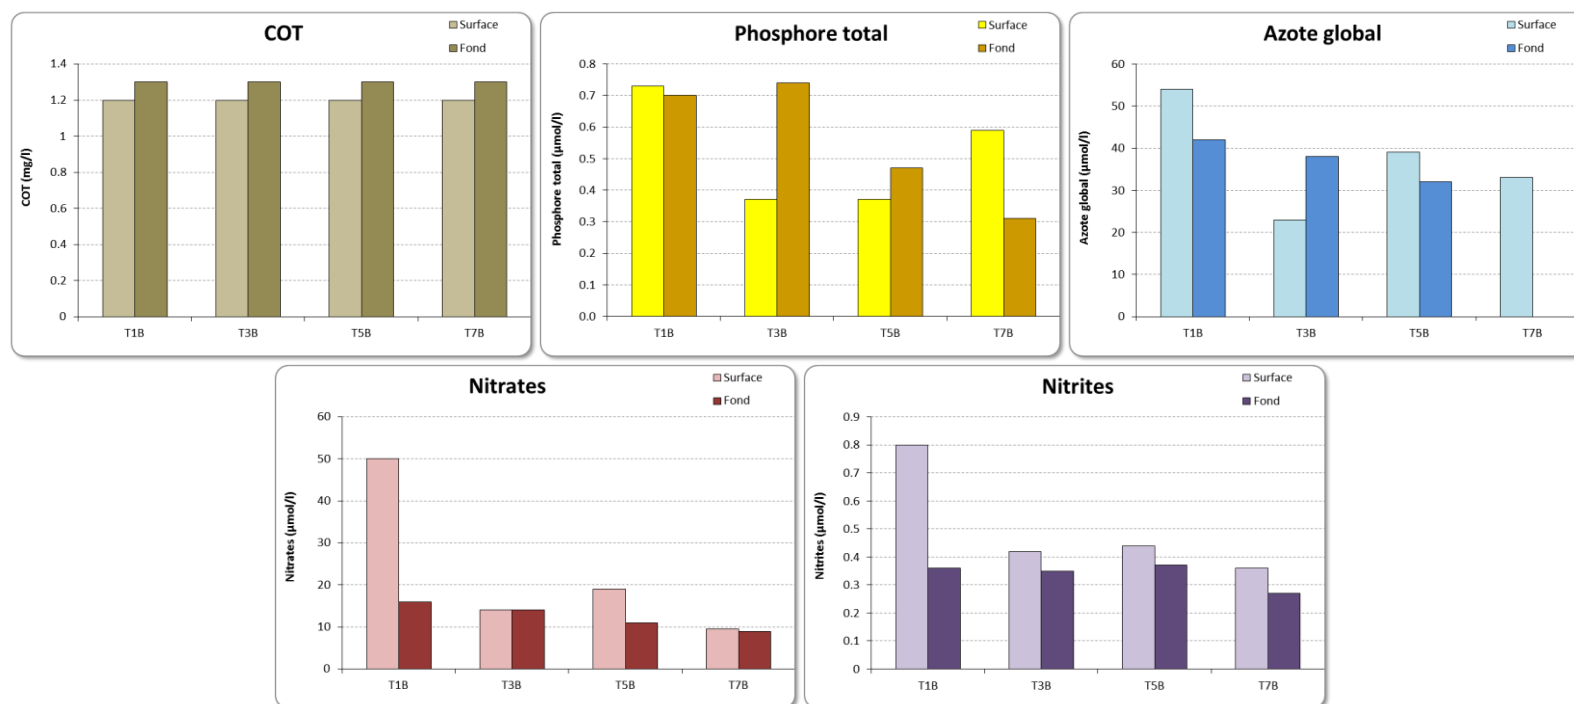 COT
Surface
Fond
COT (mg/l)
1.4
1.2
1
0.8
0.6
0.4
0.2
0
T1B T3B T5B T7B
Phosphore total
Surface
Fond
Phosphore total (µmol/l)
0.8
0.7
0.6
0.5
0.4
0.3
0.2
0.1
0.0
T1B T3B T5B T7B
Azote global
Surface
Fond
Azote global (µmol/l)
60
50
40
30
20
10
0
T1B T3B T5B T7B
Nitrates
Surface
Fond
Nitrates (µmol/l)
60
50
40
30
20
10
0
T1B T3B T5B T7B
Nitrites
Surface
Fond
Nitrites (µmol/l)
0.9
0.8
0.7
0.6
0.5
0.4
0.3
0.2
0.1
0
T1B T3B T5B T7B